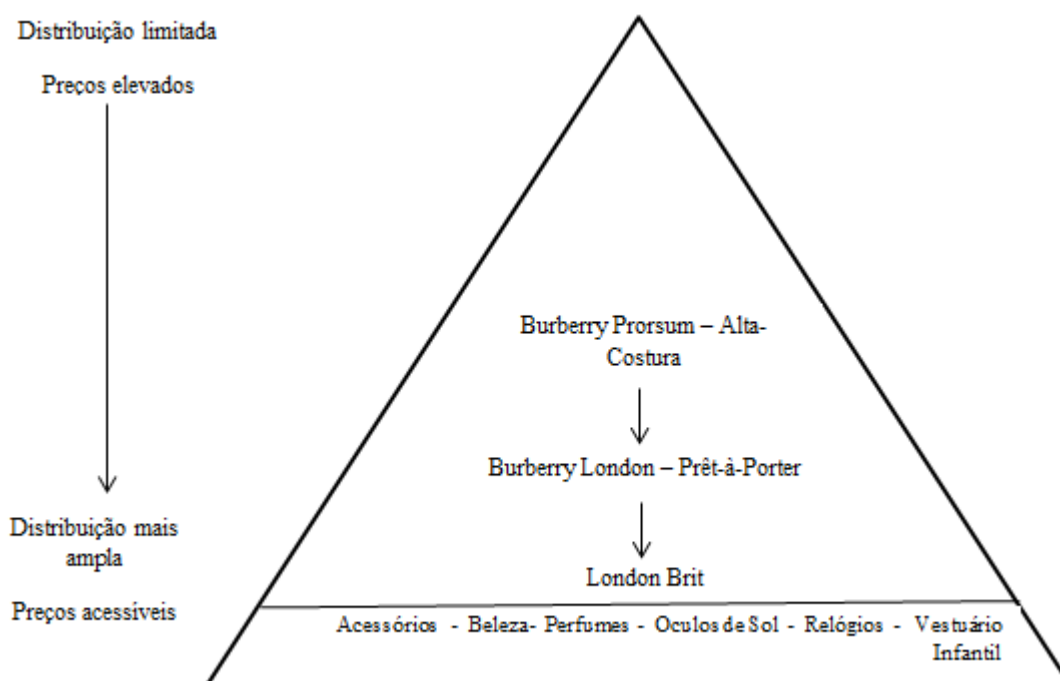 Distribuição limitada
Preços elevados
Distribuição mais
ampla
Preços acessíveis
Burberry Prorsum – Alta-
Costura
Burberry London – Prêt-à-Porter
London Brit
Acessórios - Beleza- Perfumes - Oculos de Sol - Relógios - Vestuário
Infantil